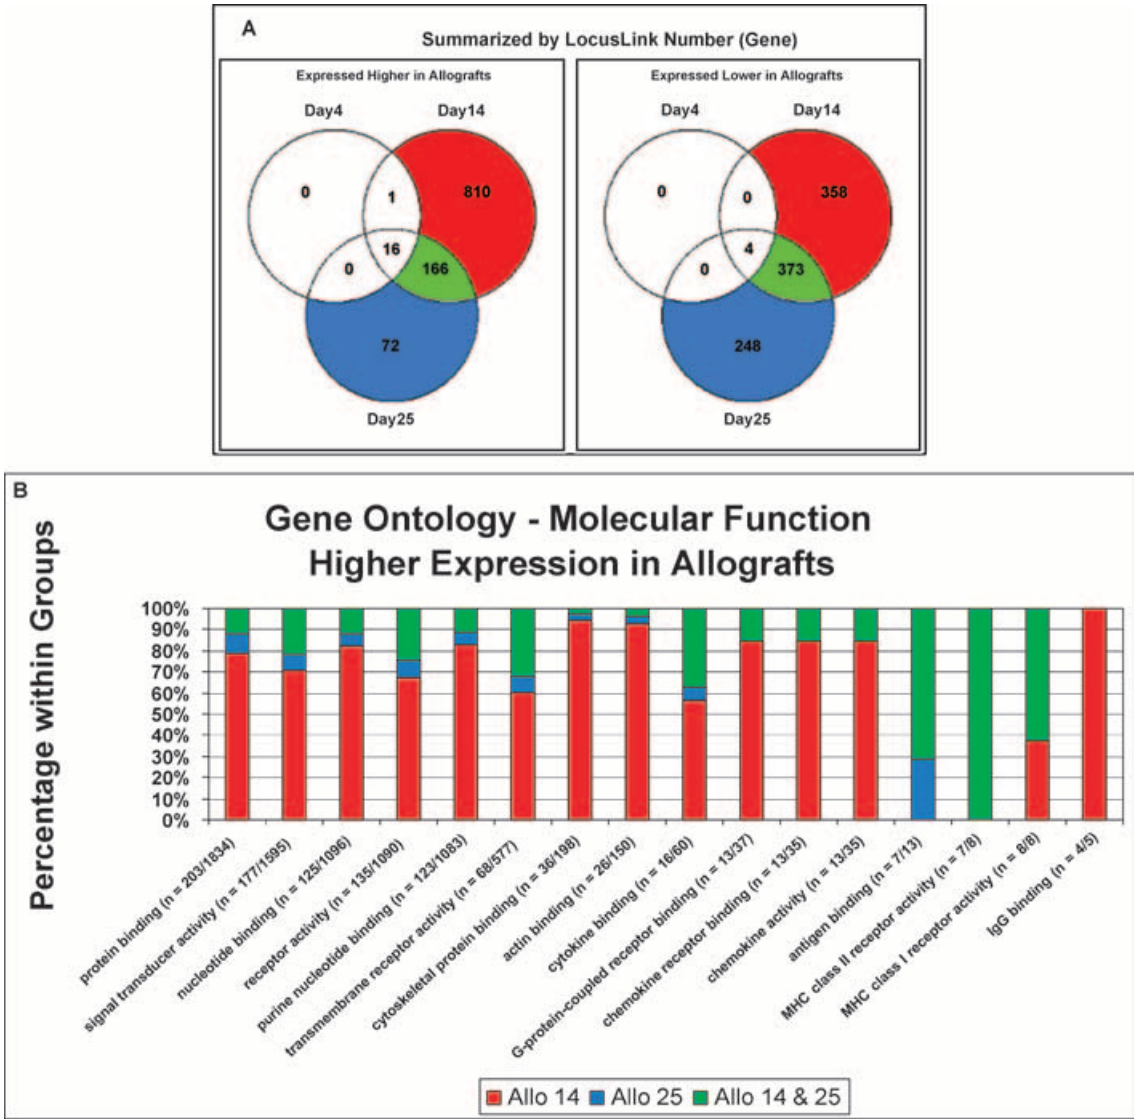 A
Summarized by LocusLink Number (Gene)
Expressed Higher in Allografts
Day4
Day14
0
1
810
16
0
166
72
Day25
Expressed Lower in Allografts
Day4
Day14
0
0
358
4
0
373
248
Day25
B
Gene Ontology - Molecular Function
Higher Expression in Allografts
Percentage within Groups
100%
90%
80%
70%
60%
50%
40%
30%
20%
10%
0%
protein binding (n = 203/1834)
signal transducer activity (n = 177/1595)
nucleotide binding (n = 125/1096)
receptor activity (n = 135/1090)
purine nucleotide binding (n = 123/1083)
transmembrane receptor activity (n = 68/577)
cytoskeletal protein binding (n = 36/198)
actin binding (n = 26/150)
cytokine binding (n = 16/60)
G-protein-coupled receptor binding (n = 13/37)
chemokine receptor binding (n = 13/35)
chemokine activity (n = 13/35)
antigen binding (n = 7/13)
MHC class II receptor activity (n = 7/8)
MHC class I receptor activity (n = 8/8)
IgG binding (n = 4/5)
Allo 14 Allo 25 Allo 14 & 25